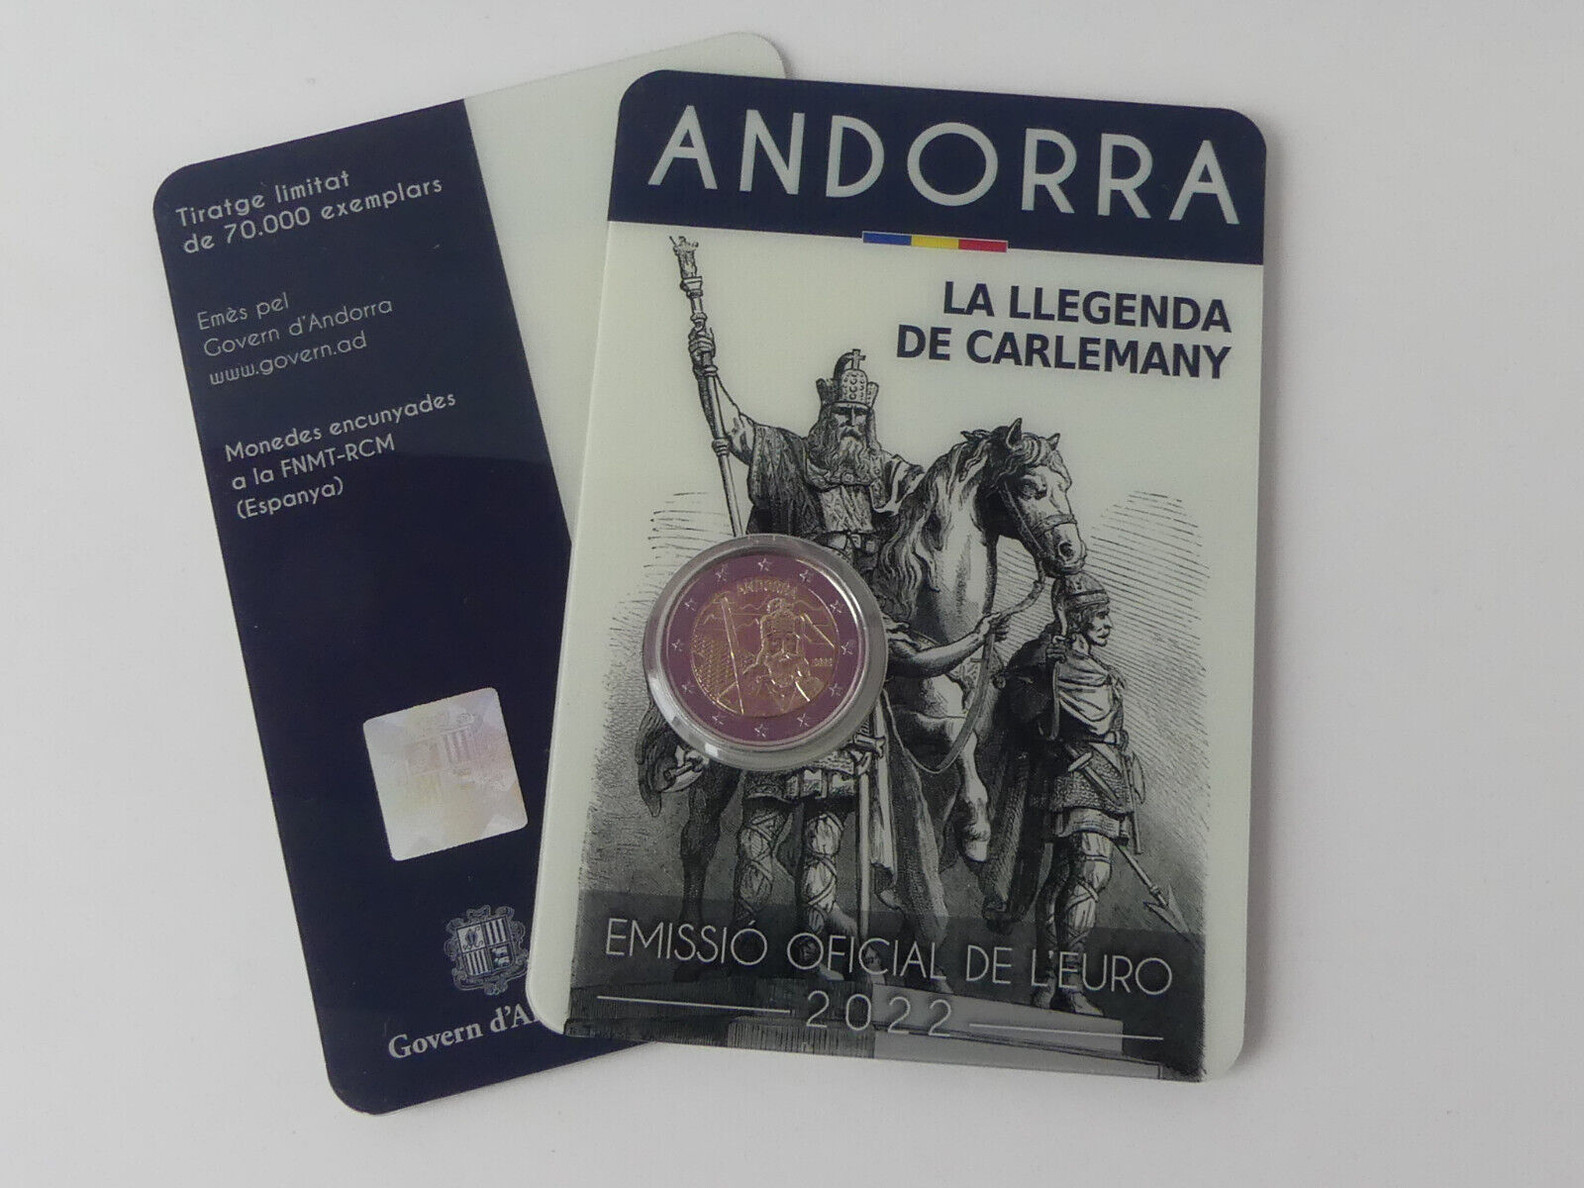 Tiratge limitat
de 70.000 exemplars
Emès pel
Govern d'Andorra
www.govern.ad
Monedes encunyades
a la FNMT-RCM
(Espanya)
Govern d'A
ANDORRA
LA LLEGENDA
DE CARLEMANY
ANDORRA
2022
EMISSIÓ OFICIAL DE L'EURO
2022